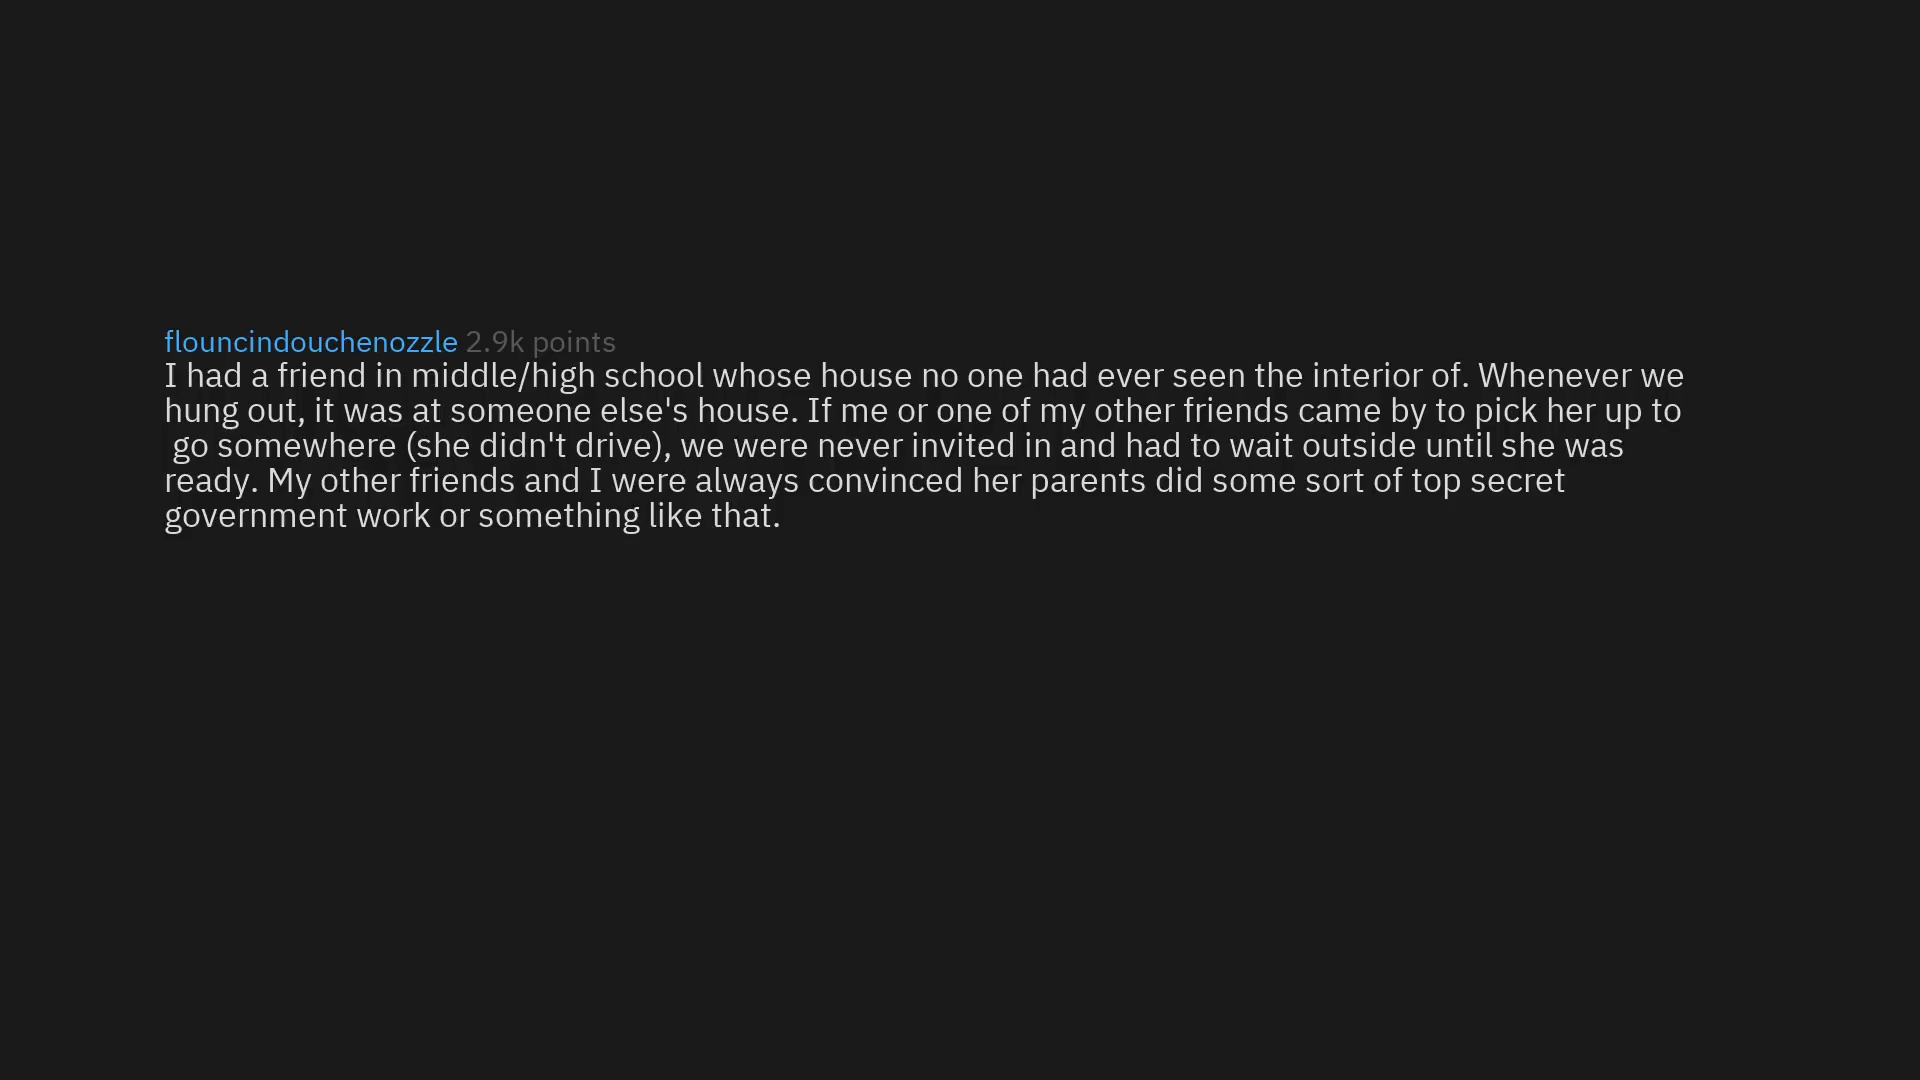 flouncindouchenozzle 2.9k points
I had a friend in middle/high school whose house no one had ever seen the interior of. Whenever we
hung out, it was at someone else's house. If me or one of my other friends came by to pick her up to
go somewhere (she didn't drive), we were never invited in and had to wait outside until she was
ready. My other friends and I were always convinced her parents did some sort of top secret
government work or something like that.